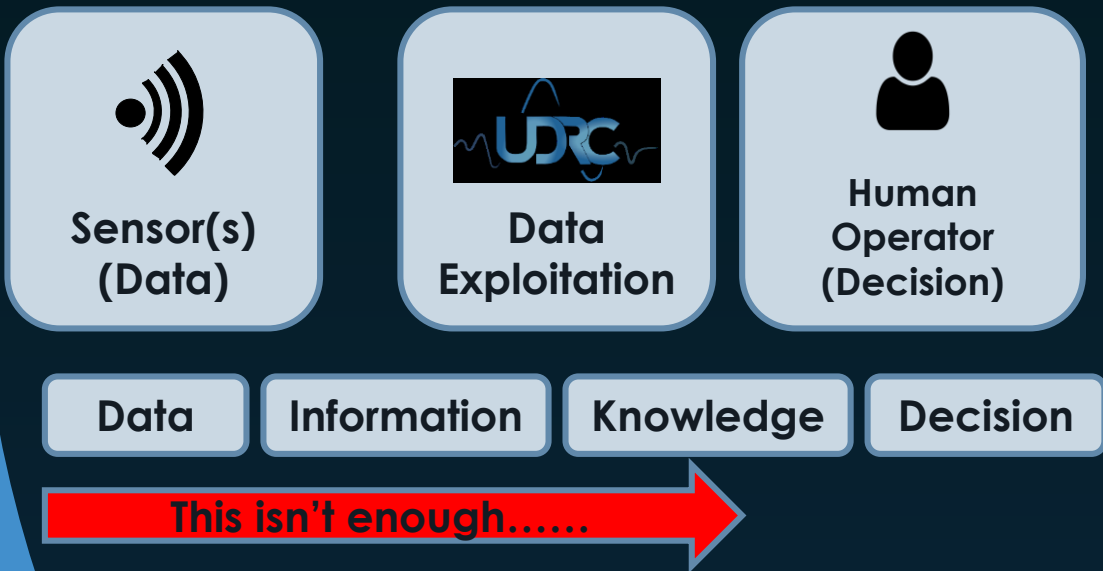 Sensor(s)
(Data)
UDRC
Data
Exploitation
Human
Operator
(Decision)
Data
Information
Knowledge
Decision
This isn't enough......